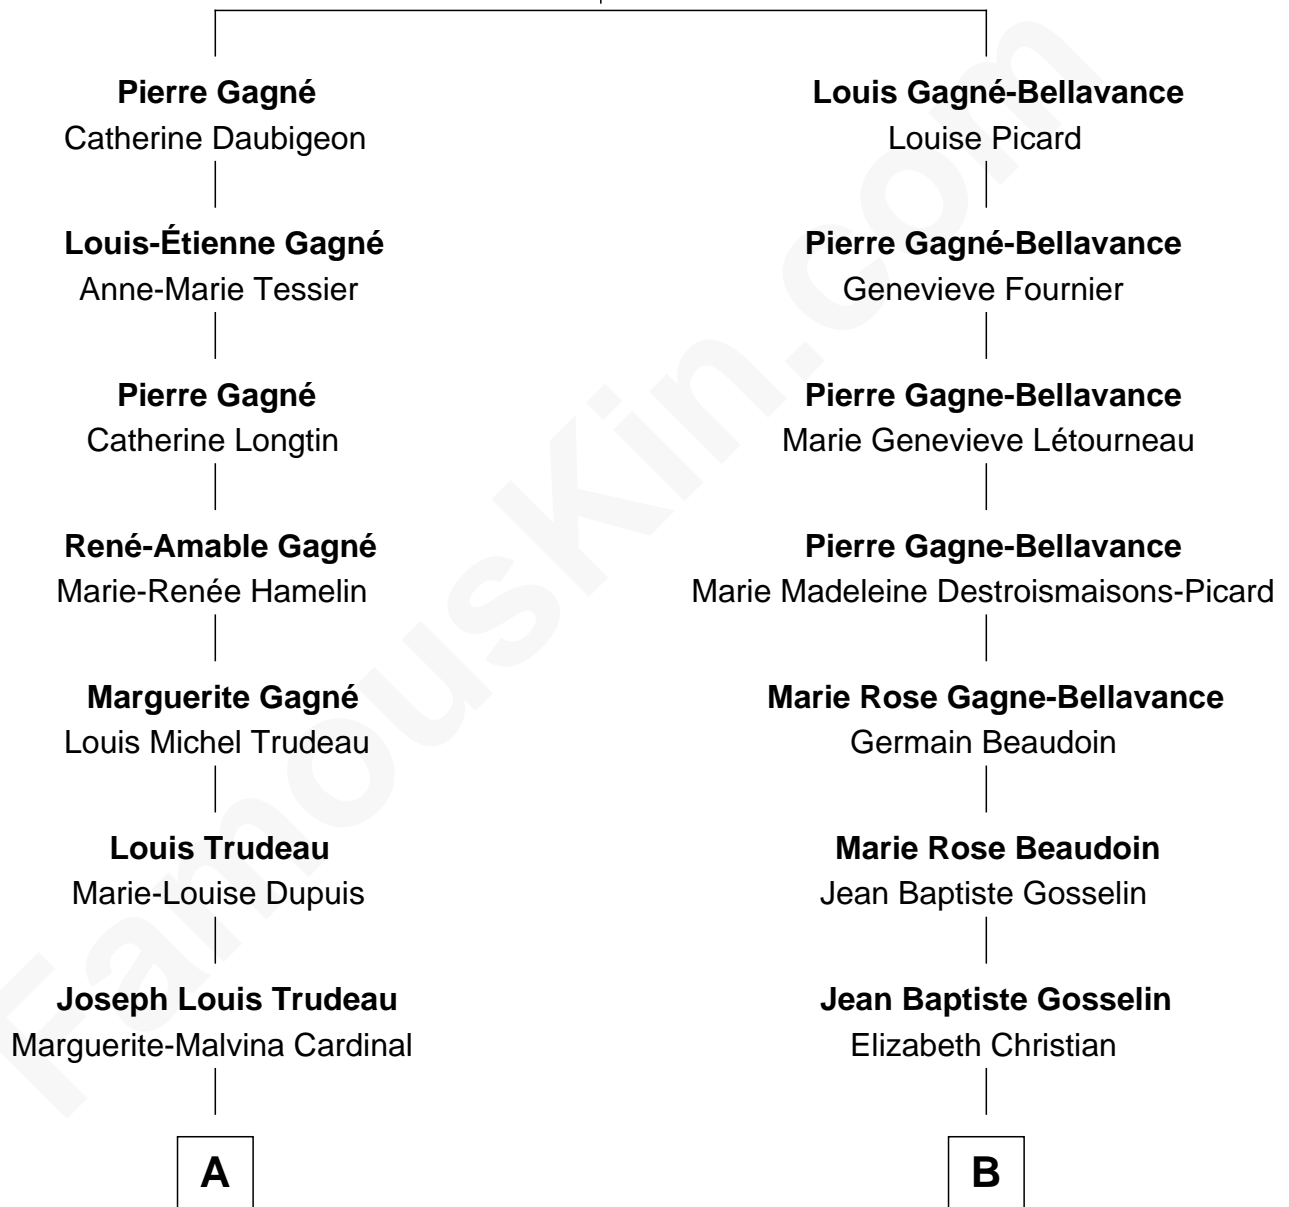 Pierre Gagné
Catherine Daubigeon
Louis-Étienne Gagné
Anne-Marie Tessier
Pierre Gagné
Catherine Longtin
René-Amable Gagné
Marie-Renée Hamelin
Marguerite Gagné
Louis Michel Trudeau
Louis Trudeau
Marie-Louise Dupuis
Joseph Louis Trudeau
Marguerite-Malvina Cardinal
A
Louis Gagné-Bellavance
Louise Picard
Pierre Gagné-Bellavance
Genevieve Fournier
Pierre Gagne-Bellavance
Marie Genevieve Létourneau
Pierre Gagne-Bellavance
Marie Madeleine Destroismaisons-Picard
Marie Rose Gagne-Bellavance
Germain Beaudoin
Marie Rose Beaudoin
Jean Baptiste Gosselin
Jean Baptiste Gosselin
Elizabeth Christian
B
FamousKin.com